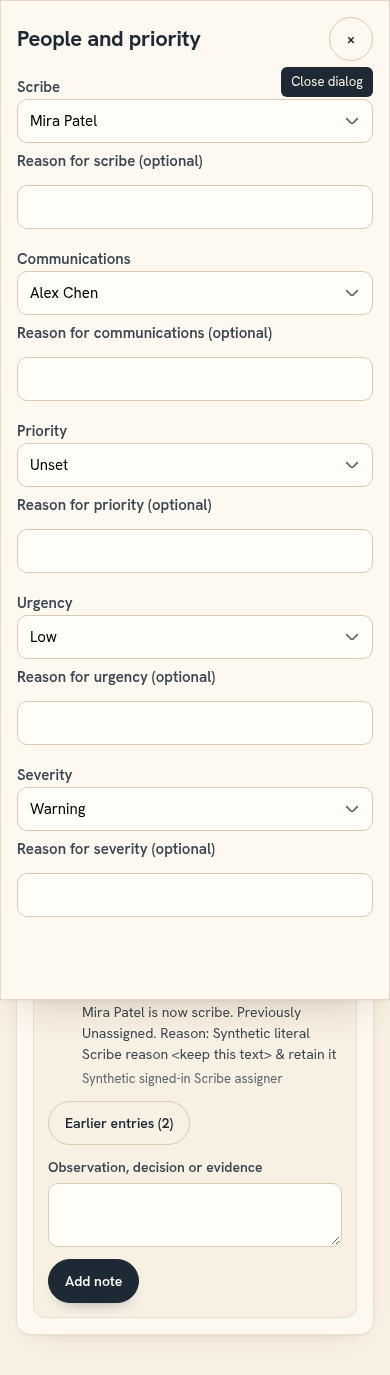 People and priority
×
Close dialog
Scribe
Mira Patel
Reason for scribe (optional)
Communications
Alex Chen
Reason for communications (optional)
Priority
Unset
Reason for priority (optional)
Urgency
Low
Reason for urgency (optional)
Severity
Warning
Reason for severity (optional)
Mira Patel is now scribe. Previously
Unassigned. Reason: Synthetic literal
Scribe reason <keep this text> & retain it
Synthetic signed-in Scribe assigner
Earlier entries (2)
Observation, decision or evidence
Add note